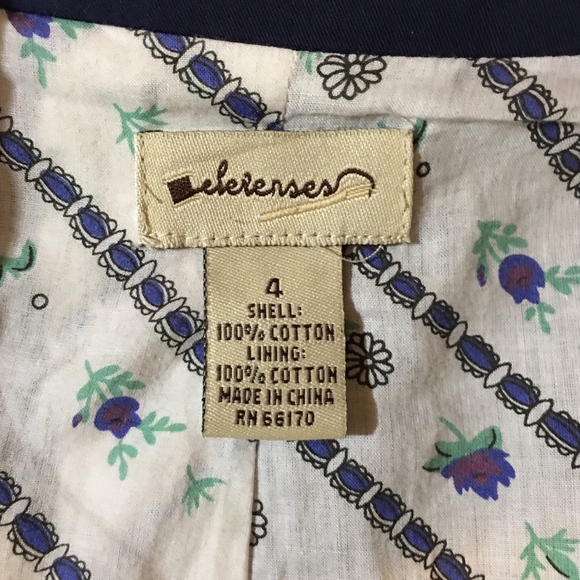 elevenses
4
SHELL:
100% COTTON
LINING:
100% COTTON
MADE IN CHINA
RN 66170